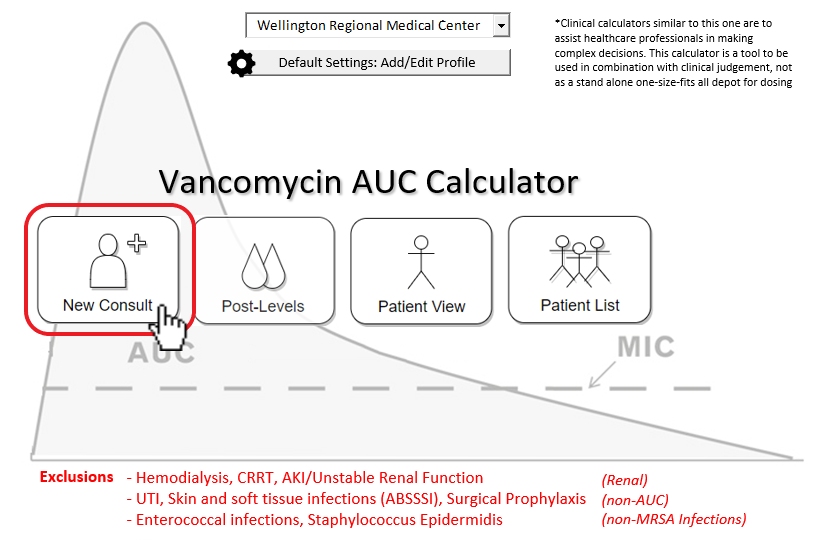 Wellington Regional Medical Center
Default Settings: Add/Edit Profile
*Clinical calculators similar to this one are to
assist healthcare professionals in making
complex decisions. This calculator is a tool to be
used in combination with clinical judgement, not
as a stand alone one-size-fits all depot for dosing
Vancomycin AUC Calculator
New Consult
Post-Levels
Patient View
Patient List
AUC
MIC
Exclusions - Hemodialysis, CRRT, AKI/Unstable Renal Function (Renal)
- UTI, Skin and soft tissue infections (ABSSSI), Surgical Prophylaxis (non-AUC)
- Enterococcal infections, Staphylococcus Epidermidis (non-MRSA Infections)